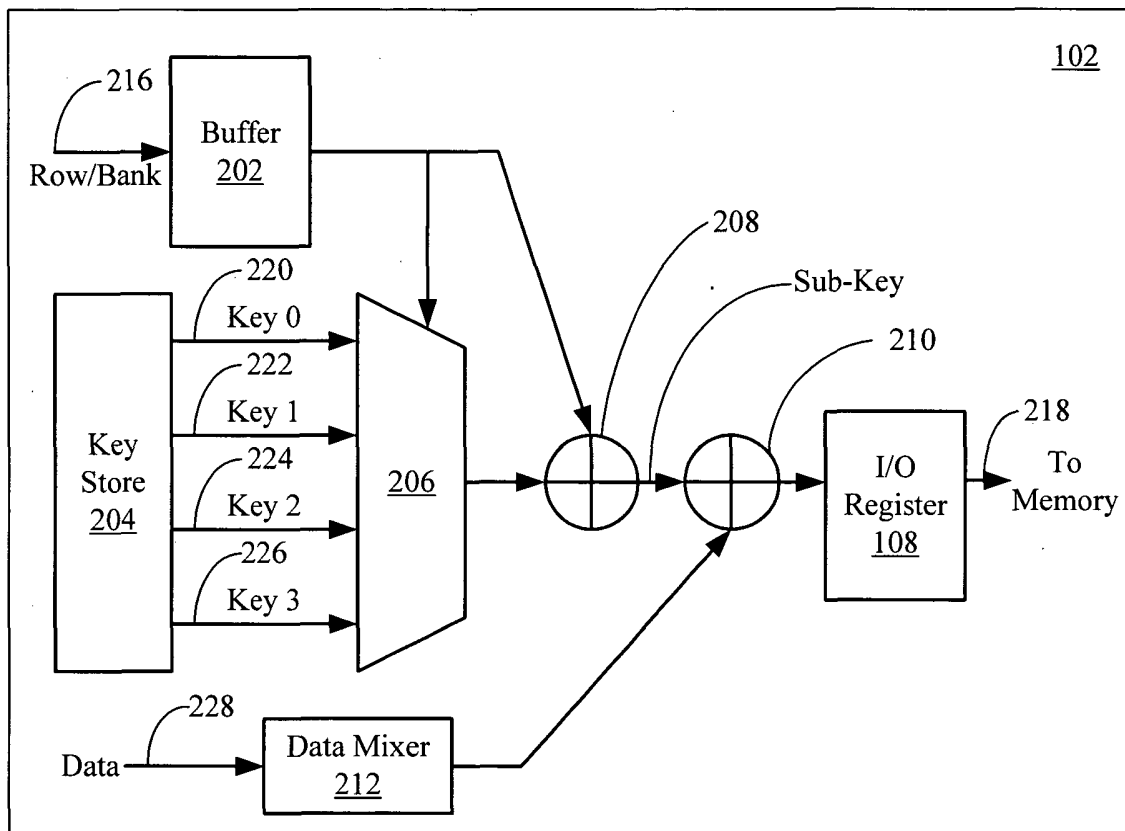 102
216
Buffer
202
Row/Bank
208
220
Sub-Key
Key 0
210
222
Key 1
218
Key
Store
204
224
206
I/O
Register
108
To
Memory
Key 2
226
Key 3
228
Data
Data Mixer
212